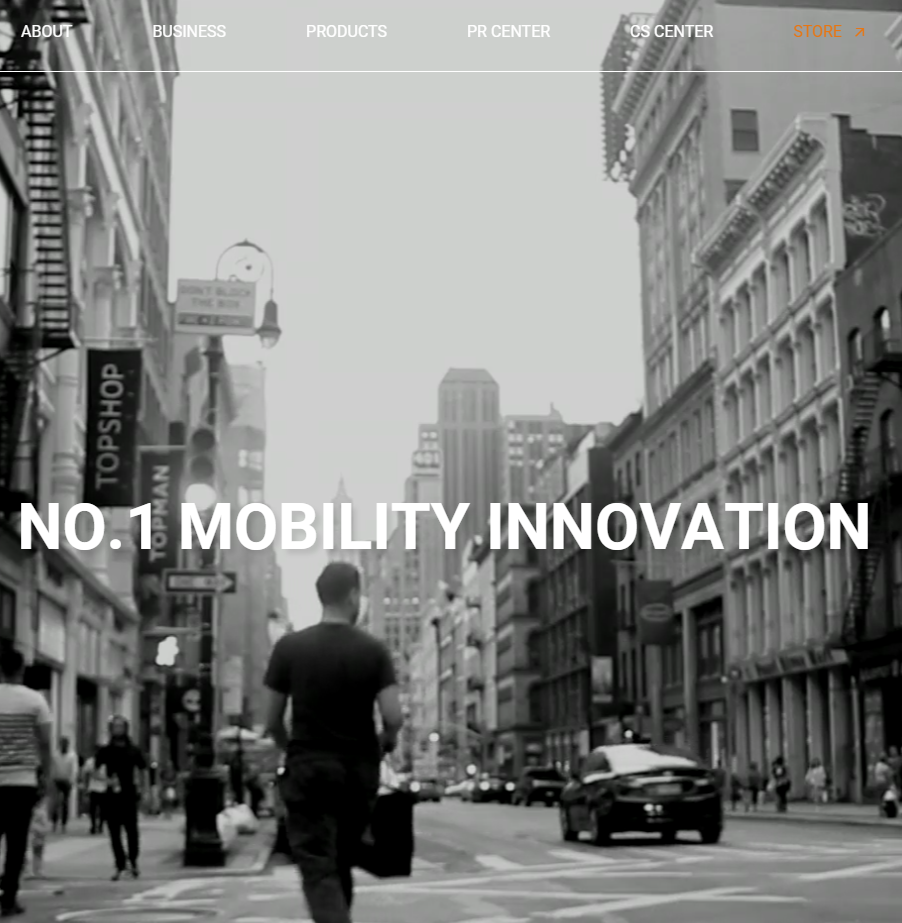 ABOUT BUSINESS PRODUCTS PR CENTER CS CENTER STORE
DON'T BLOCK
THE BOX
TOPSHOP
TOPMAN
NO.1 MOBILITY INNOVATION